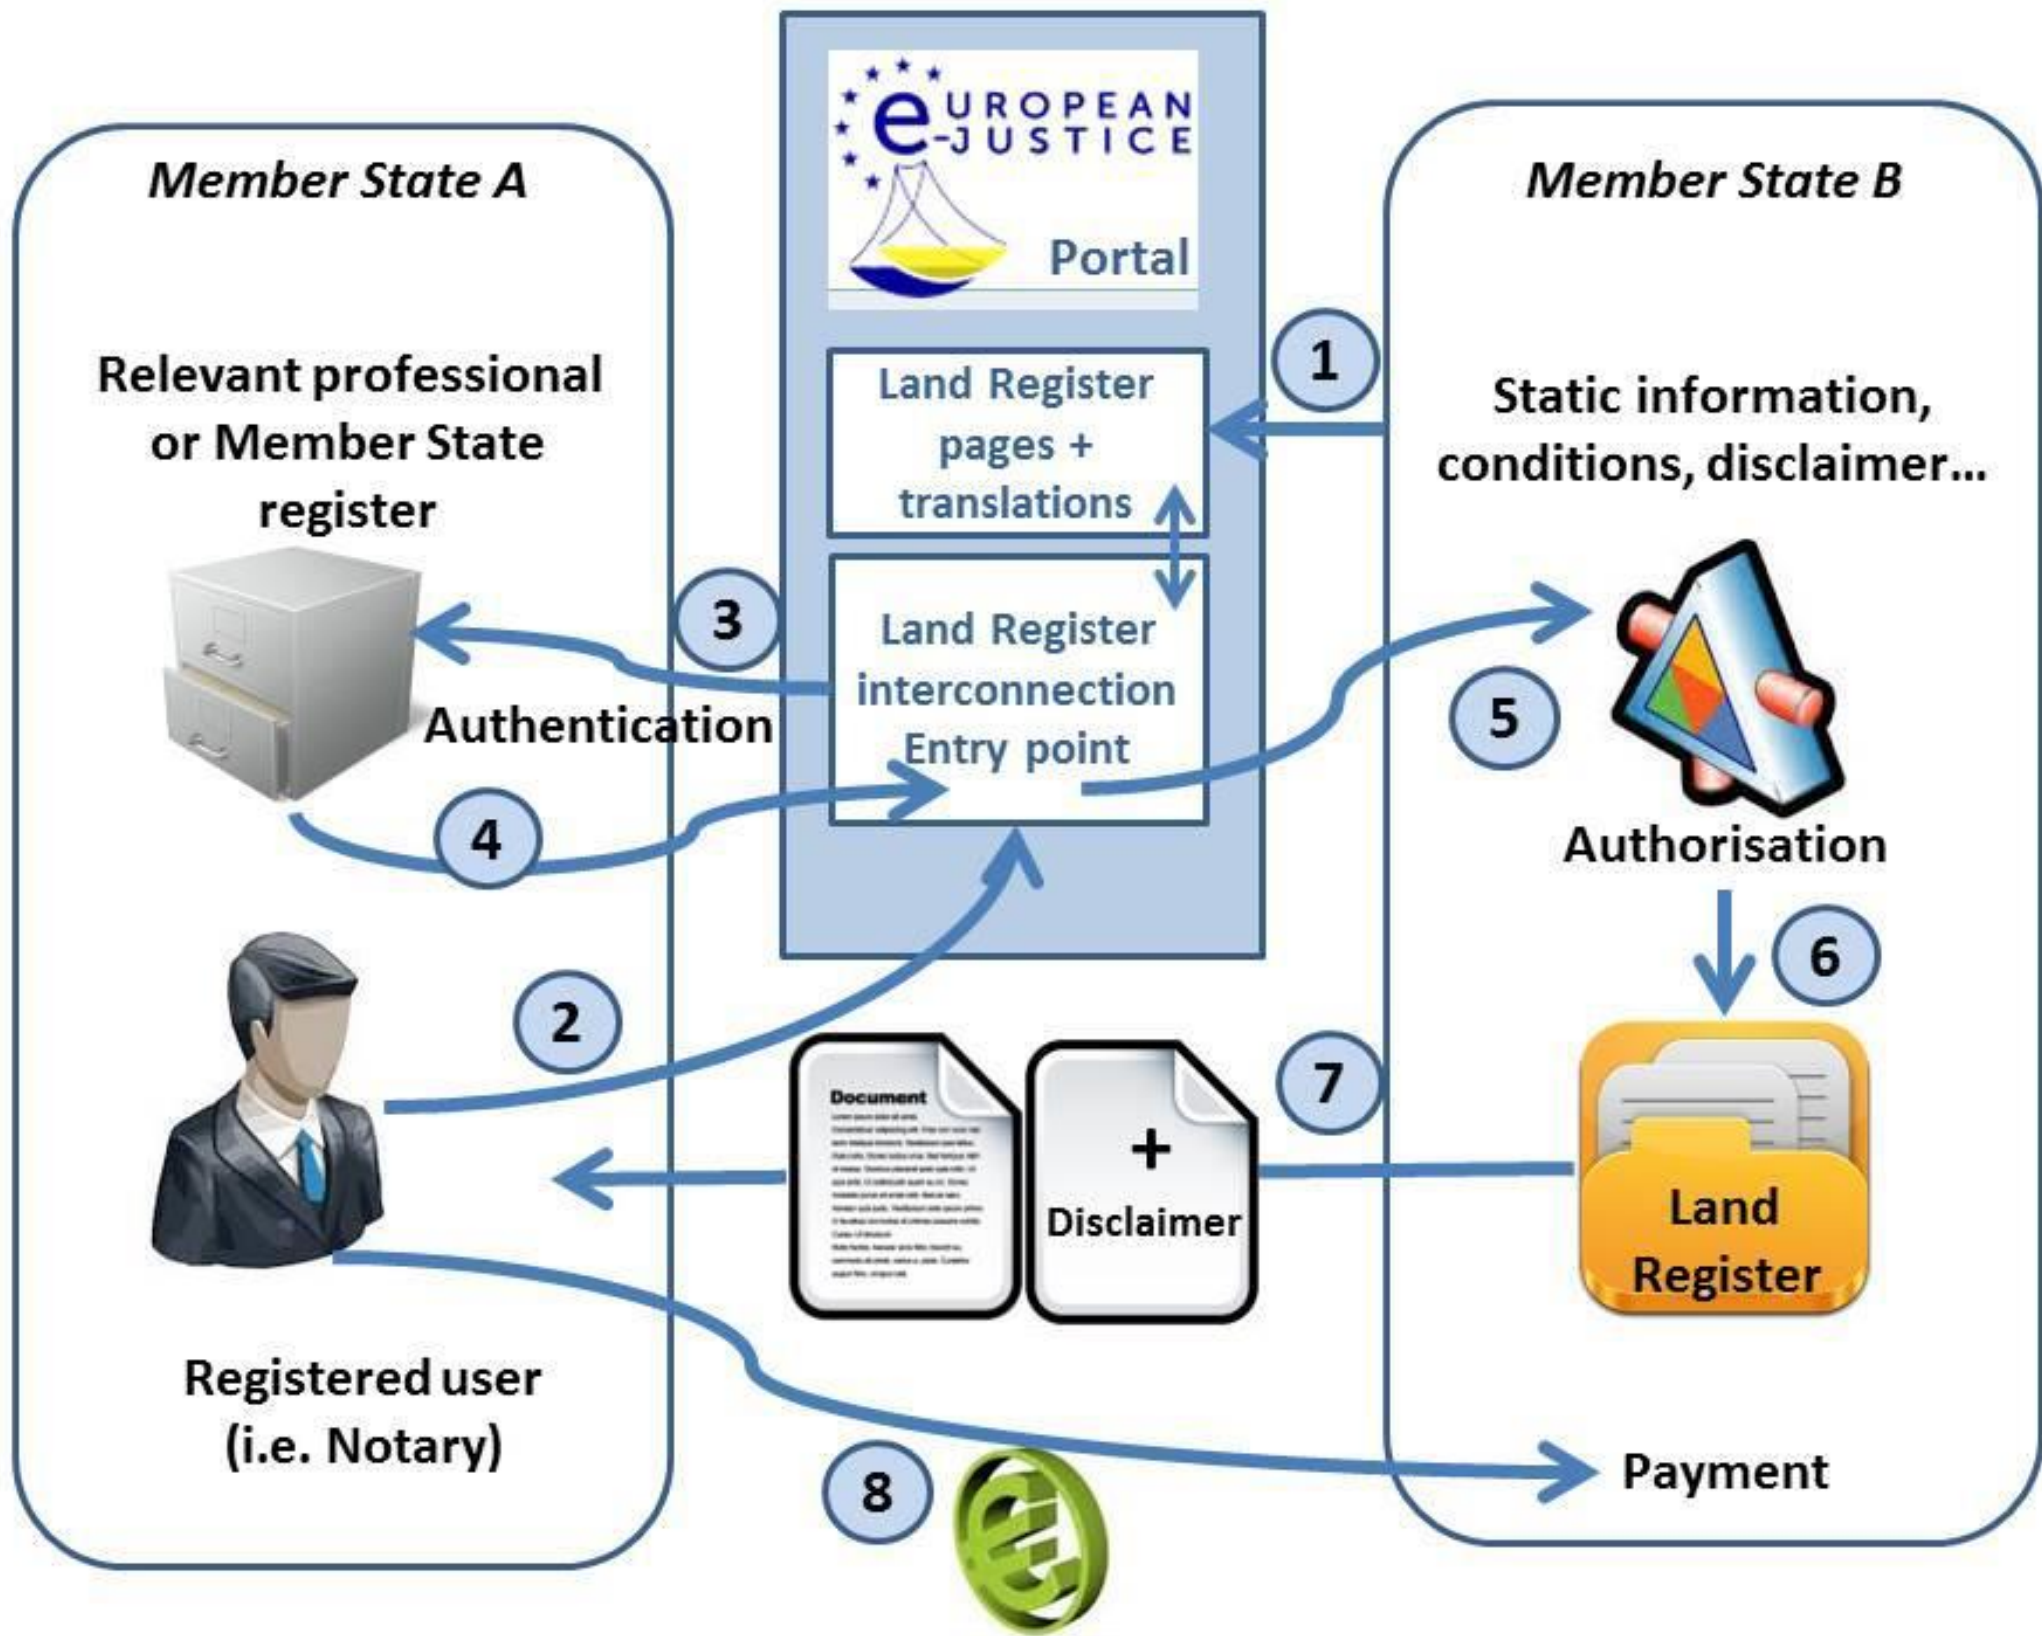 EUROPEAN
e-JUSTICE
Portal
Member State A
Member State B
Relevant professional
or Member State
register
Land Register
pages +
translations
1
Static information,
conditions, disclaimer...
3
Authentication
Land Register
interconnection
Entry point
4
5
Authorisation
6
2
Document
+
Disclaimer
7
Land
Register
Registered user
(i.e. Notary)
8
Payment